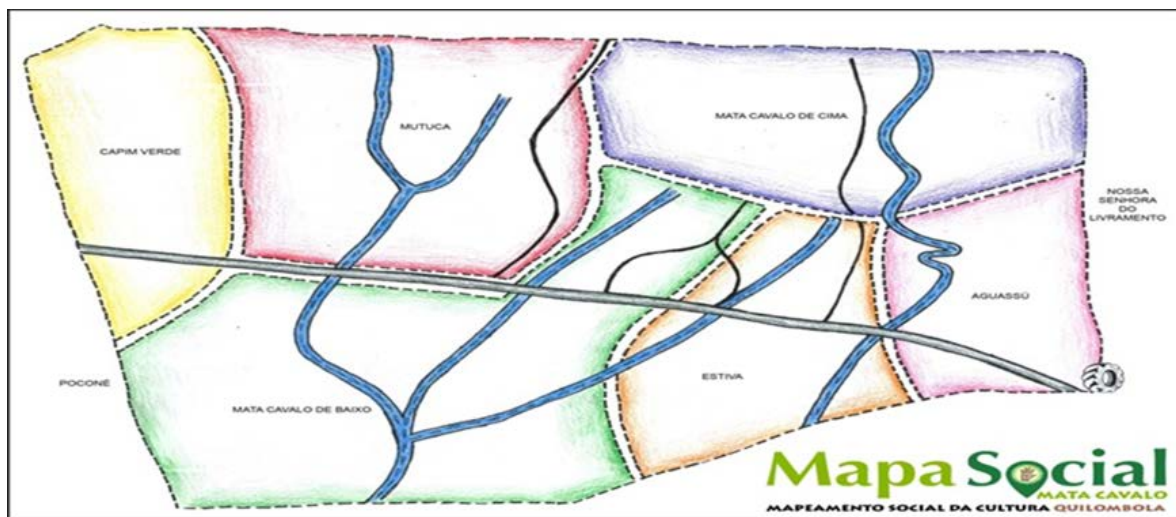 CAPIM VERDE
MUTUCA
MATA CAVALO DE CIMA
NOSSA
SENHORA
DO
LIVRAMENTO
AGUASSÚ
POCONÉ
MATA CAVALO DE BAIXO
ESTIVA
Mapa Social
MATA CAVALO
MAPEAMENTO SOCIAL DA CULTURA QUILOMBOLA